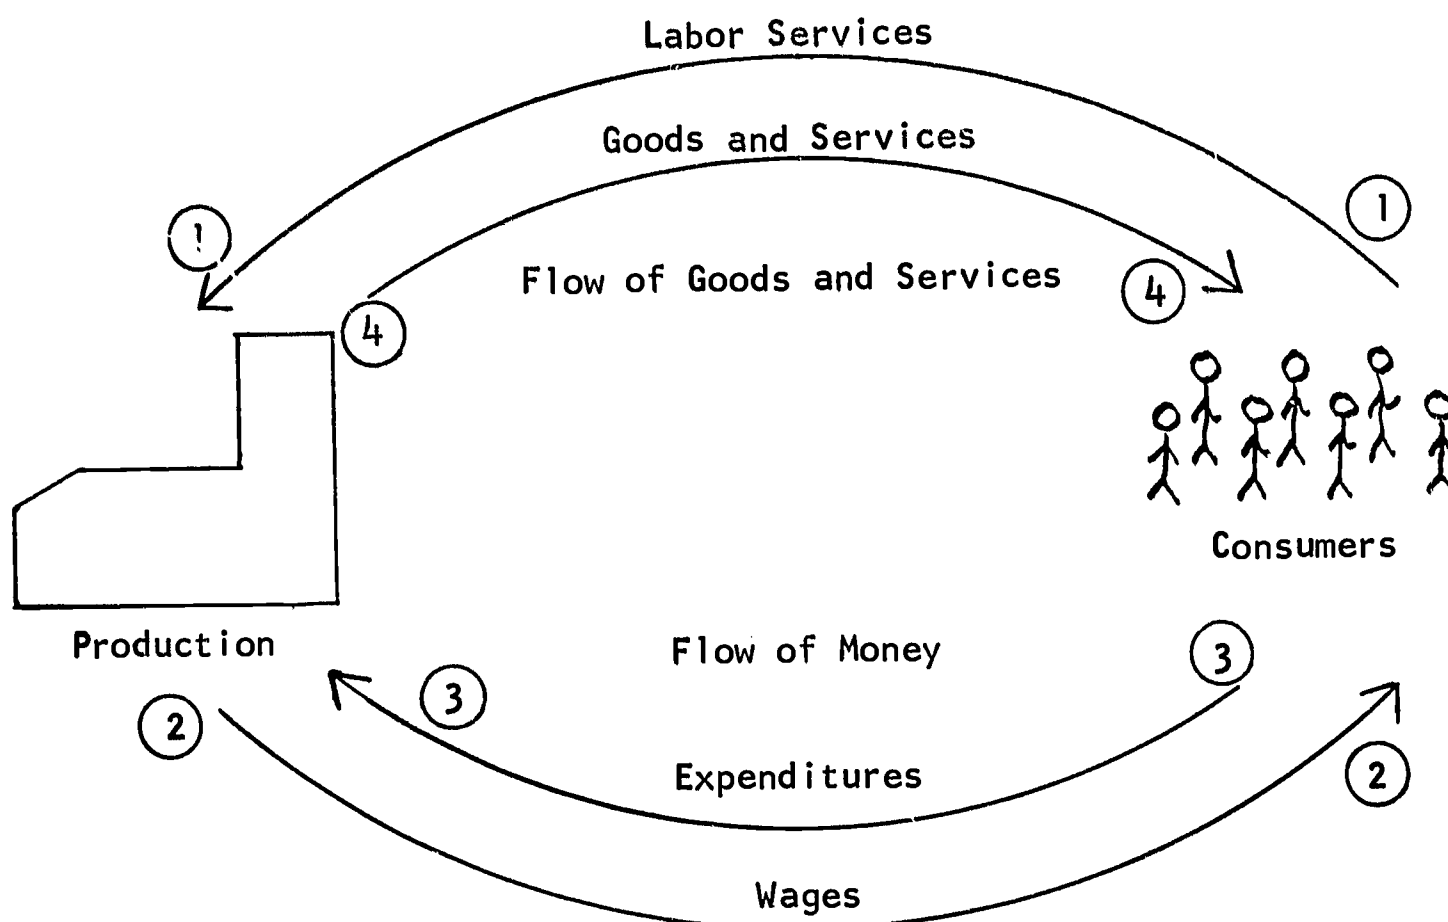 Labor Services
Goods and Services
1
1
Flow of Goods and Services
4
4
Consumers
Production
Flow of Money
3
3
2
Expenditures
2
Wages